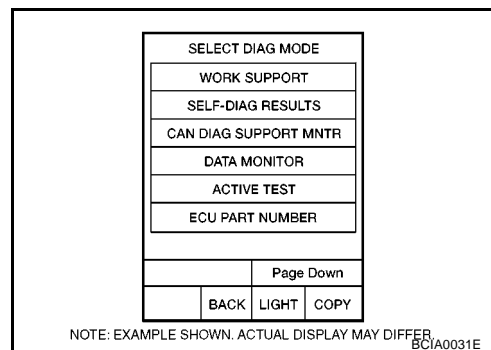 SELECT DIAG MODE
WORK SUPPORT
SELF-DIAG RESULTS
CAN DIAG SUPPORT MNTR
DATA MONITOR
ACTIVE TEST
ECU PART NUMBER
Page Down
BACK LIGHT COPY
NOTE: EXAMPLE SHOWN. ACTUAL DISPLAY MAY DIFFER.
BCIA0031E